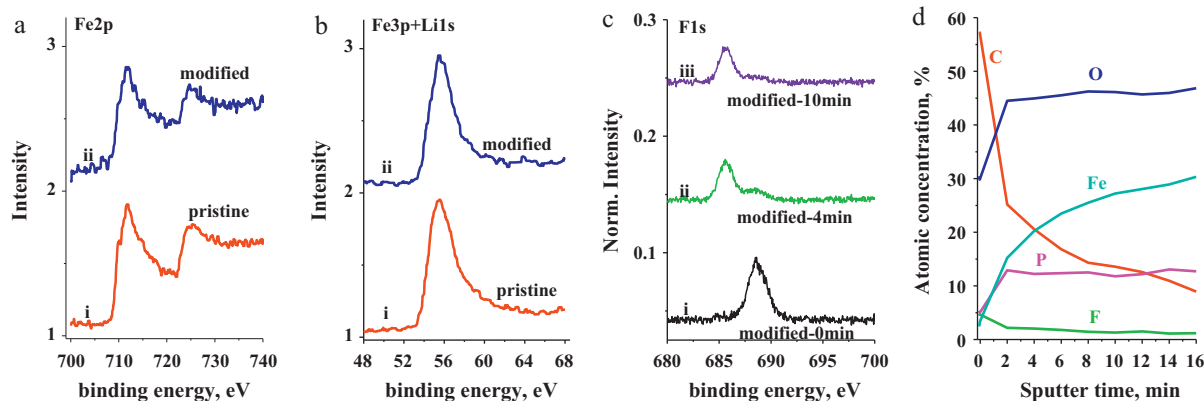 a
Fe2p
3
2
1
Intensity
modified
ii
pristine
i
700 710 720 730 740
binding energy, eV
b
Fe3p+Li1s
3
2
1
Intensity
ii
modified
i
pristine
48 52 56 60 64 68
binding energy, eV
c
F1s
0.3
0.2
0.1
Norm. Intensity
iii
modified-10min
ii
modified-4min
i
modified-0min
680 685 690 695 700
binding energy, eV
d
60
50
40
30
20
10
0
Atomic concentration, %
C
O
Fe
P
F
0 2 4 6 8 10 12 14 16
Sputter time, min